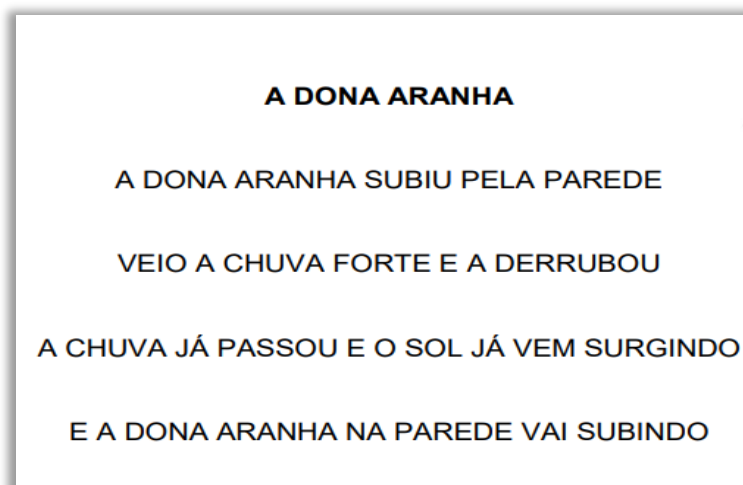 A DONA ARANHA
A DONA ARANHA SUBIU PELA PAREDE
VEIO A CHUVA FORTE E A DERRUBOU
A CHUVA JÁ PASSOU E O SOL JÁ VEM SURGINDO
E A DONA ARANHA NA PAREDE VAI SUBINDO